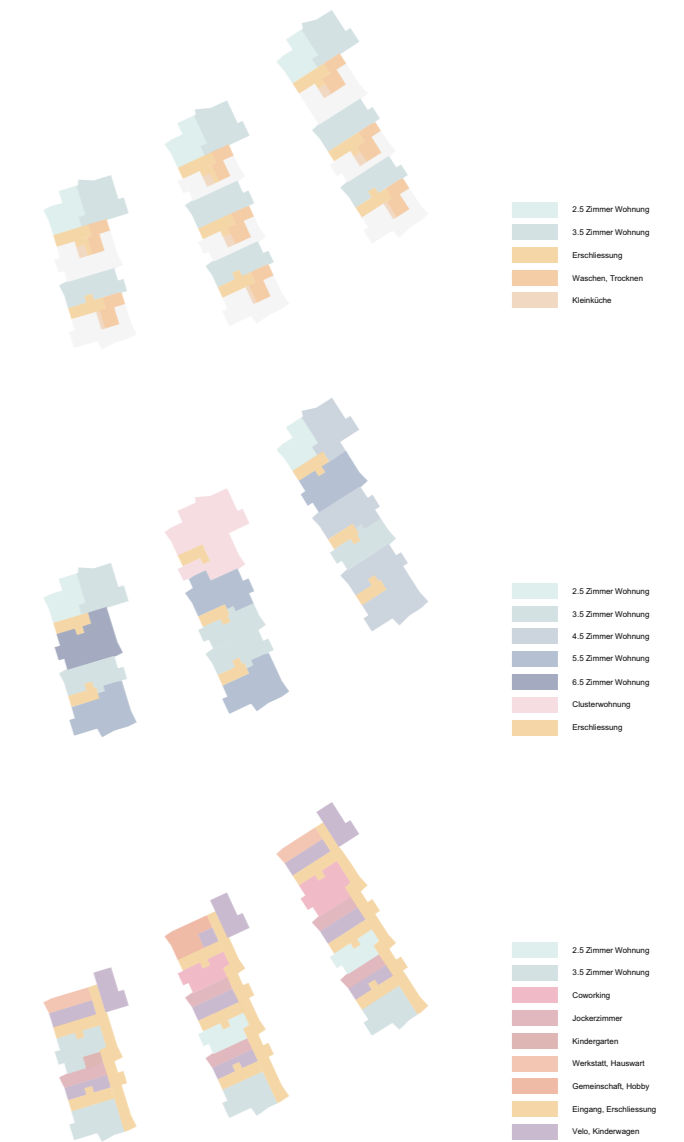 2.5 Zimmer Wohnung
3.5 Zimmer Wohnung
Erschliessung
Waschen, Trocknen
Kleinküche
2.5 Zimmer Wohnung
3.5 Zimmer Wohnung
4.5 Zimmer Wohnung
5.5 Zimmer Wohnung
6.5 Zimmer Wohnung
Clusterwohnung
Erschliessung
2.5 Zimmer Wohnung
3.5 Zimmer Wohnung
Coworking
Jockerzimmer
Kindergarten
Werkstatt, Hauswart
Gemeinschaft, Hobby
Eingang, Erschliessung
Velo, Kinderwagen